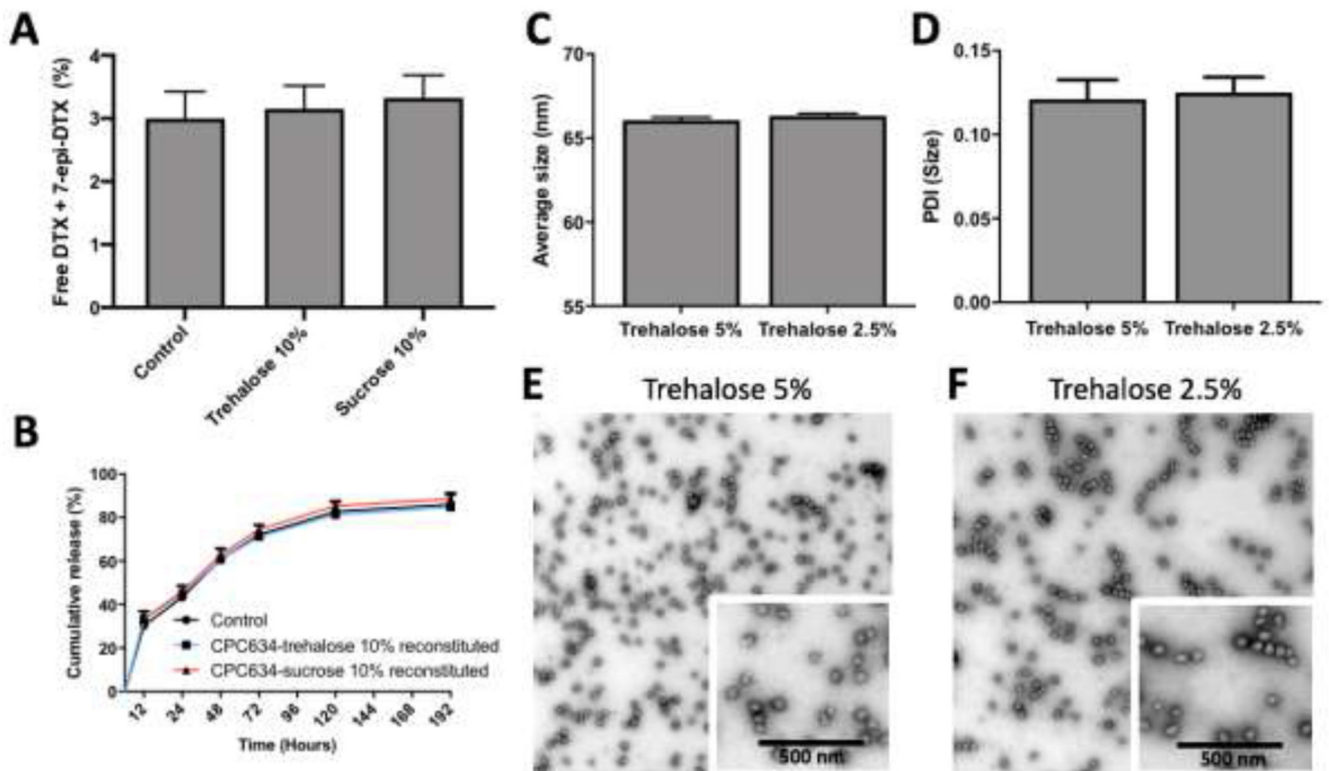 A
Free DTX + 7-epi-DTX (%)
4
3
2
1
0
Control
Trehalose 10%
Sucrose 10%
C
Average size (nm)
70
65
60
55
Trehalose 5%
Trehalose 2.5%
D
PDI (Size)
0.15
0.10
0.05
0.00
Trehalose 5%
Trehalose 2.5%
B
Cumulative release (%)
100
80
60
40
20
0
Control
CPC634-trehalose 10% reconstituted
CPC634-sucrose 10% reconstituted
12
24
48
72
96
120
144
168
192
Time (Hours)
E
Trehalose 5%
500 nm
F
Trehalose 2.5%
500 nm